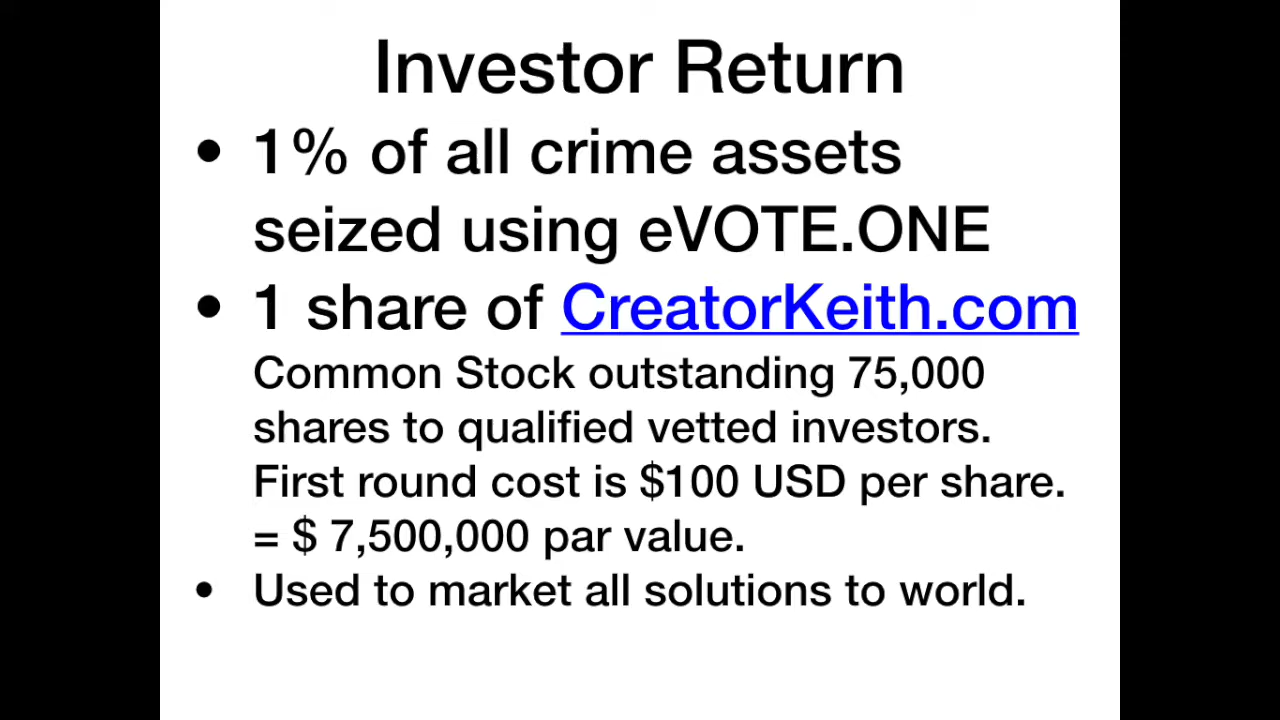 Investor Return
• 1% of all crime assets
seized using eVOTE.ONE
• 1 share of CreatorKeith.com
Common Stock outstanding 75,000
shares to qualified vetted investors.
First round cost is $100 USD per share.
= $ 7,500,000 par value.
• Used to market all solutions to world.